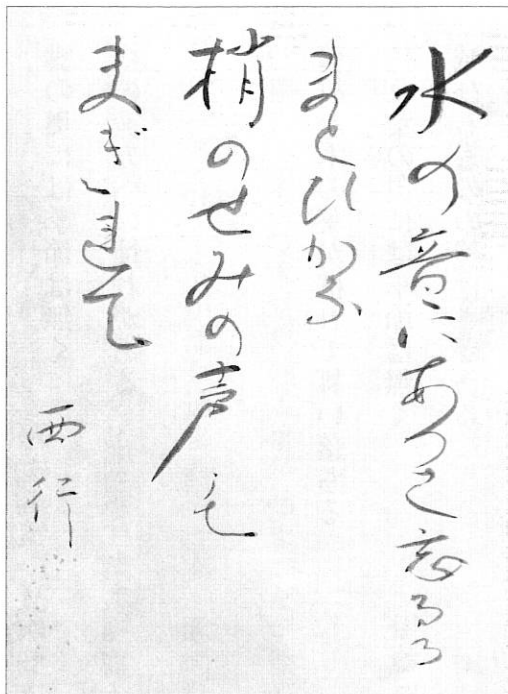 水の音にあつさ忘るる
まとひかな
梢のせみの声も
まぎれて
西行